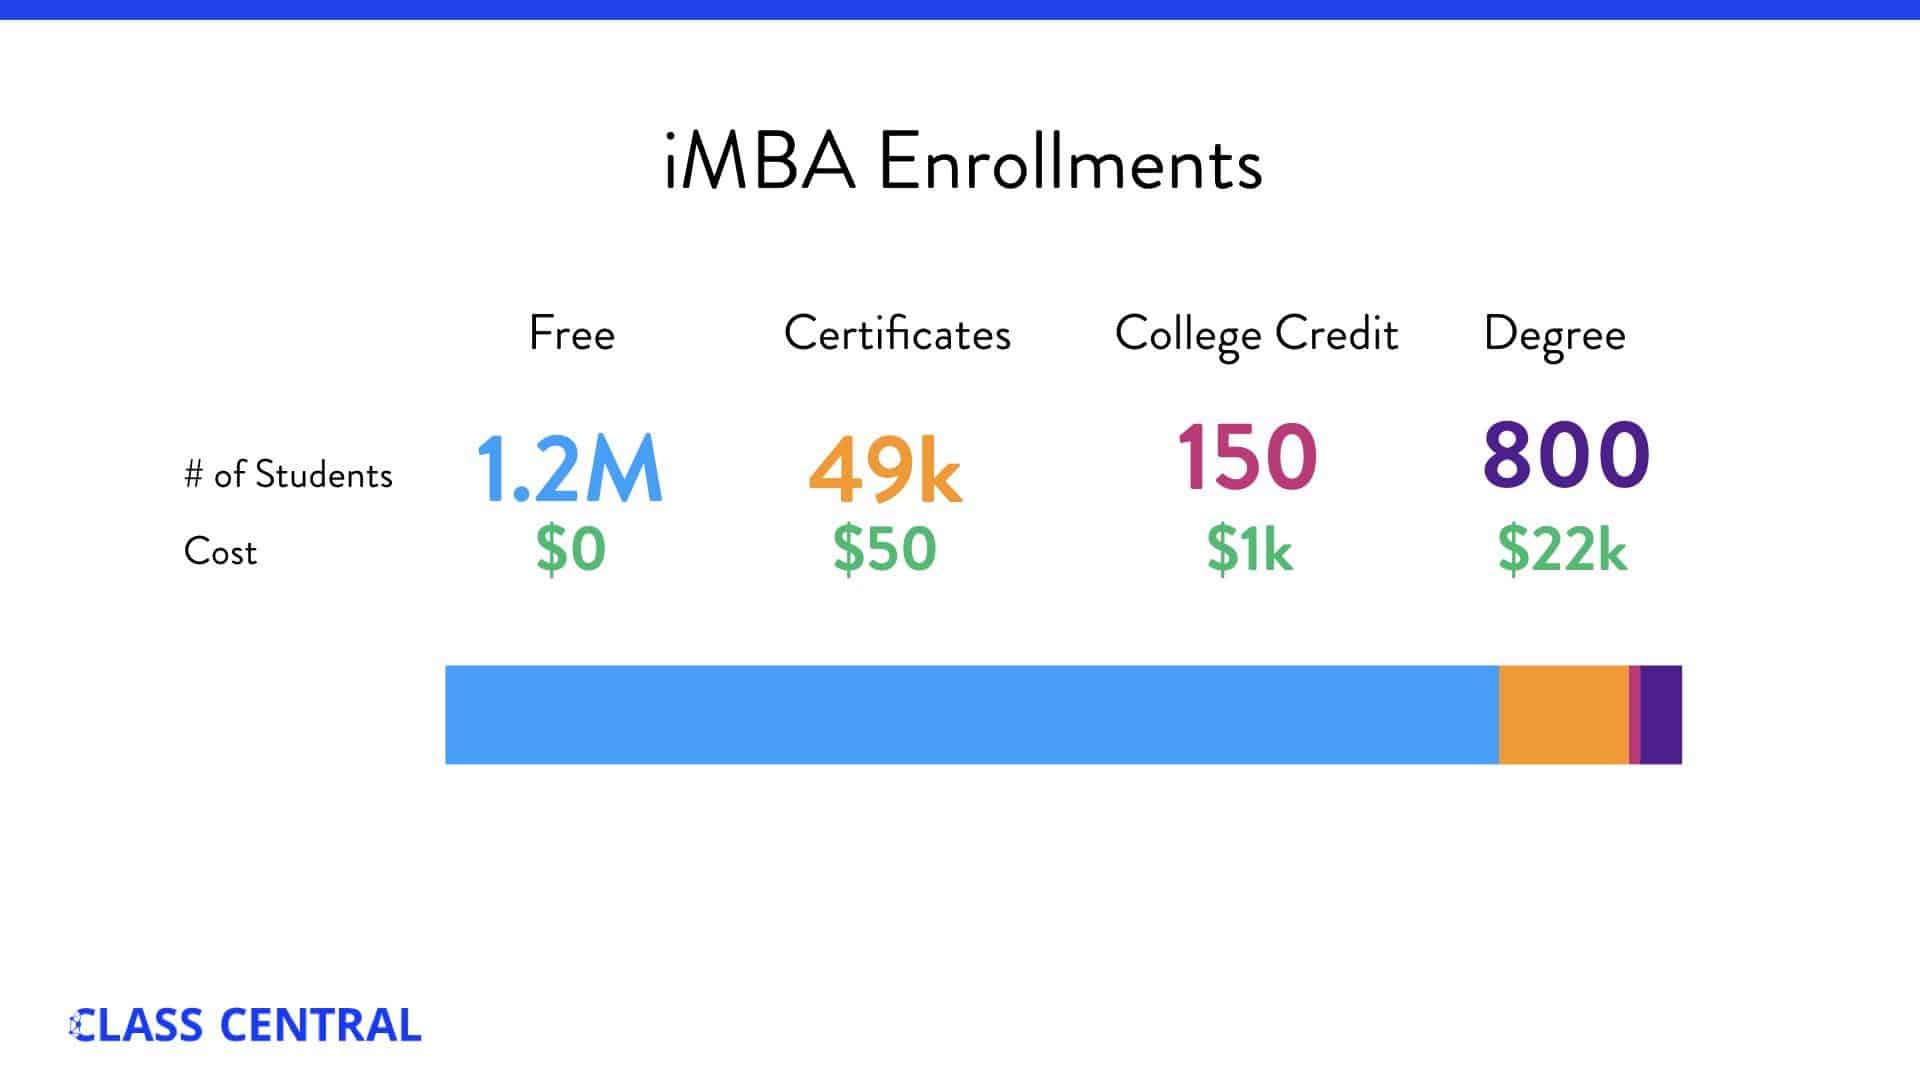 iMBA Enrollments
Free Certificates College Credit Degree
# of Students 1.2M 49k 150 800
Cost $0 $50 $1k $22k
CLASS CENTRAL